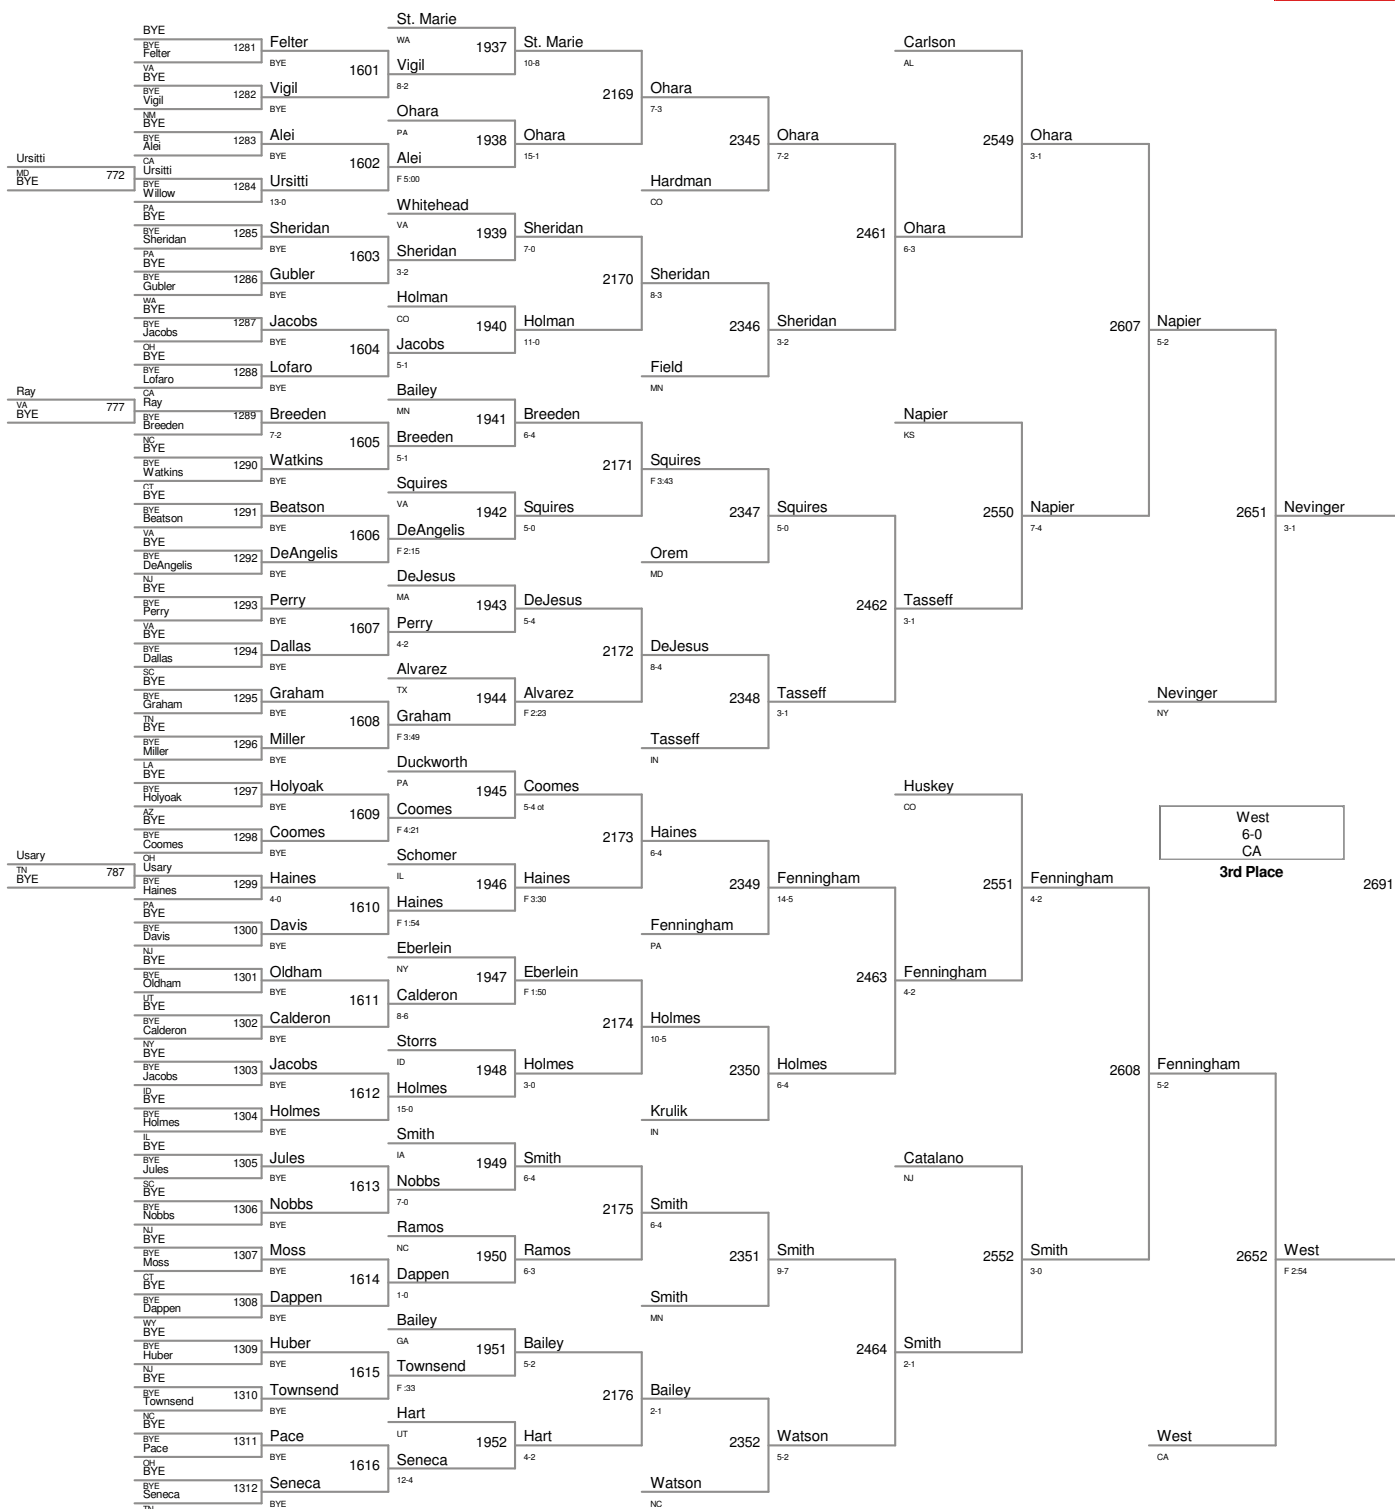 Ursitti
MD
BYE
772
Ray
VA
BYE
777
Usary
TN
BYE
787
BYE
BYE
Felter
1281
VA
BYE
BYE
Vigil
1282
NM
BYE
BYE
Alei
1283
CA
Ursitti
BYE
Willow
1284
PA
BYE
BYE
Sheridan
1285
PA
BYE
BYE
Gubler
1286
WA
BYE
BYE
Jacobs
1287
OH
BYE
BYE
Lofaro
1288
CA
Ray
BYE
Breeden
1289
NC
BYE
BYE
Watkins
1290
CT
BYE
BYE
Beatson
1291
VA
BYE
BYE
DeAngelis
1292
NJ
BYE
BYE
Perry
1293
VA
BYE
BYE
Dallas
1294
SC
BYE
BYE
Graham
1295
TN
BYE
BYE
Miller
1296
LA
BYE
BYE
Holyoak
1297
AZ
BYE
BYE
Coomes
1298
OH
Usary
BYE
Haines
1299
PA
BYE
BYE
Davis
1300
NJ
BYE
BYE
Oldham
1301
UT
BYE
BYE
Calderon
1302
NY
BYE
BYE
Jacobs
1303
ID
BYE
BYE
Holmes
1304
IL
BYE
BYE
Jules
1305
SC
BYE
BYE
Nobbs
1306
NJ
BYE
BYE
Moss
1307
CT
BYE
BYE
Dappen
1308
WY
BYE
BYE
Huber
1309
NJ
BYE
BYE
Townsend
1310
NC
BYE
BYE
Pace
1311
OH
BYE
BYE
Seneca
1312
TN
Felter
BYE
1601
Vigil
BYE
Alei
BYE
1602
Ursitti
13-0
Sheridan
BYE
1603
Gubler
BYE
Jacobs
BYE
1604
Lofaro
BYE
Breeden
7-2
1605
Watkins
BYE
Beatson
BYE
1606
DeAngelis
BYE
Perry
BYE
1607
Dallas
BYE
Graham
BYE
1608
Miller
BYE
Holyoak
BYE
1609
Coomes
BYE
Haines
4-0
1610
Davis
BYE
Oldham
BYE
1611
Calderon
BYE
Jacobs
BYE
1612
Holmes
BYE
Jules
BYE
1613
Nobbs
BYE
Moss
BYE
1614
Dappen
BYE
Huber
BYE
1615
Townsend
BYE
Pace
BYE
1616
Seneca
BYE
St. Marie
WA
1937
Vigil
8-2
Ohara
PA
1938
Alei
F 5:00
Whitehead
VA
1939
Sheridan
3-2
Holman
CO
1940
Jacobs
5-1
Bailey
MN
1941
Breeden
5-1
Squires
VA
1942
DeAngelis
F 2:15
DeJesus
MA
1943
Perry
4-2
Alvarez
TX
1944
Graham
F 3:49
Duckworth
PA
1945
Coomes
F 4:21
Schomer
IL
1946
Haines
F 1:54
Eberlein
NY
1947
Calderon
8-6
Storrs
ID
1948
Holmes
15-0
Smith
IA
1949
Nobbs
7-0
Ramos
NC
1950
Dappen
1-0
Bailey
GA
1951
Townsend
F :33
Hart
UT
1952
Seneca
12-4
St. Marie
10-8
2169
Ohara
15-1
Sheridan
7-0
2170
Holman
11-0
Breeden
6-4
2171
Squires
5-0
DeJesus
5-4
2172
Alvarez
F 2:23
Coomes
5-4 ot
2173
Haines
F 3:30
Eberlein
F 1:50
2174
Holmes
3-0
Smith
6-4
2175
Ramos
6-3
Bailey
5-2
2176
Hart
4-2
Ohara
7-3
2345
Hardman
CO
Sheridan
8-3
2346
Field
MN
Squires
F 3:43
2347
Orem
MD
DeJesus
8-4
2348
Tasseff
IN
Haines
6-4
2349
Fenningham
PA
Holmes
10-5
2350
Krulik
IN
Smith
6-4
2351
Smith
MN
Bailey
2-1
2352
Watson
NC
Ohara
7-2
2461
Sheridan
3-2
Squires
5-0
2462
Tasseff
3-1
Fenningham
14-5
2463
Holmes
6-4
Smith
9-7
2464
Watson
5-2
Carlson
AL
2549
Ohara
6-3
Napier
KS
2550
Tasseff
3-1
Huskey
CO
2551
Fenningham
4-2
Catalano
NJ
2552
Smith
2-1
Ohara
3-1
2607
Napier
7-4
Fenningham
4-2
2608
Smith
3-0
Napier
5-2
2651
Nevinger
NY
West
6-0
CA
3rd Place
Fenningham
5-2
2652
West
CA
Nevinger
3-1
2691
West
F 2:54